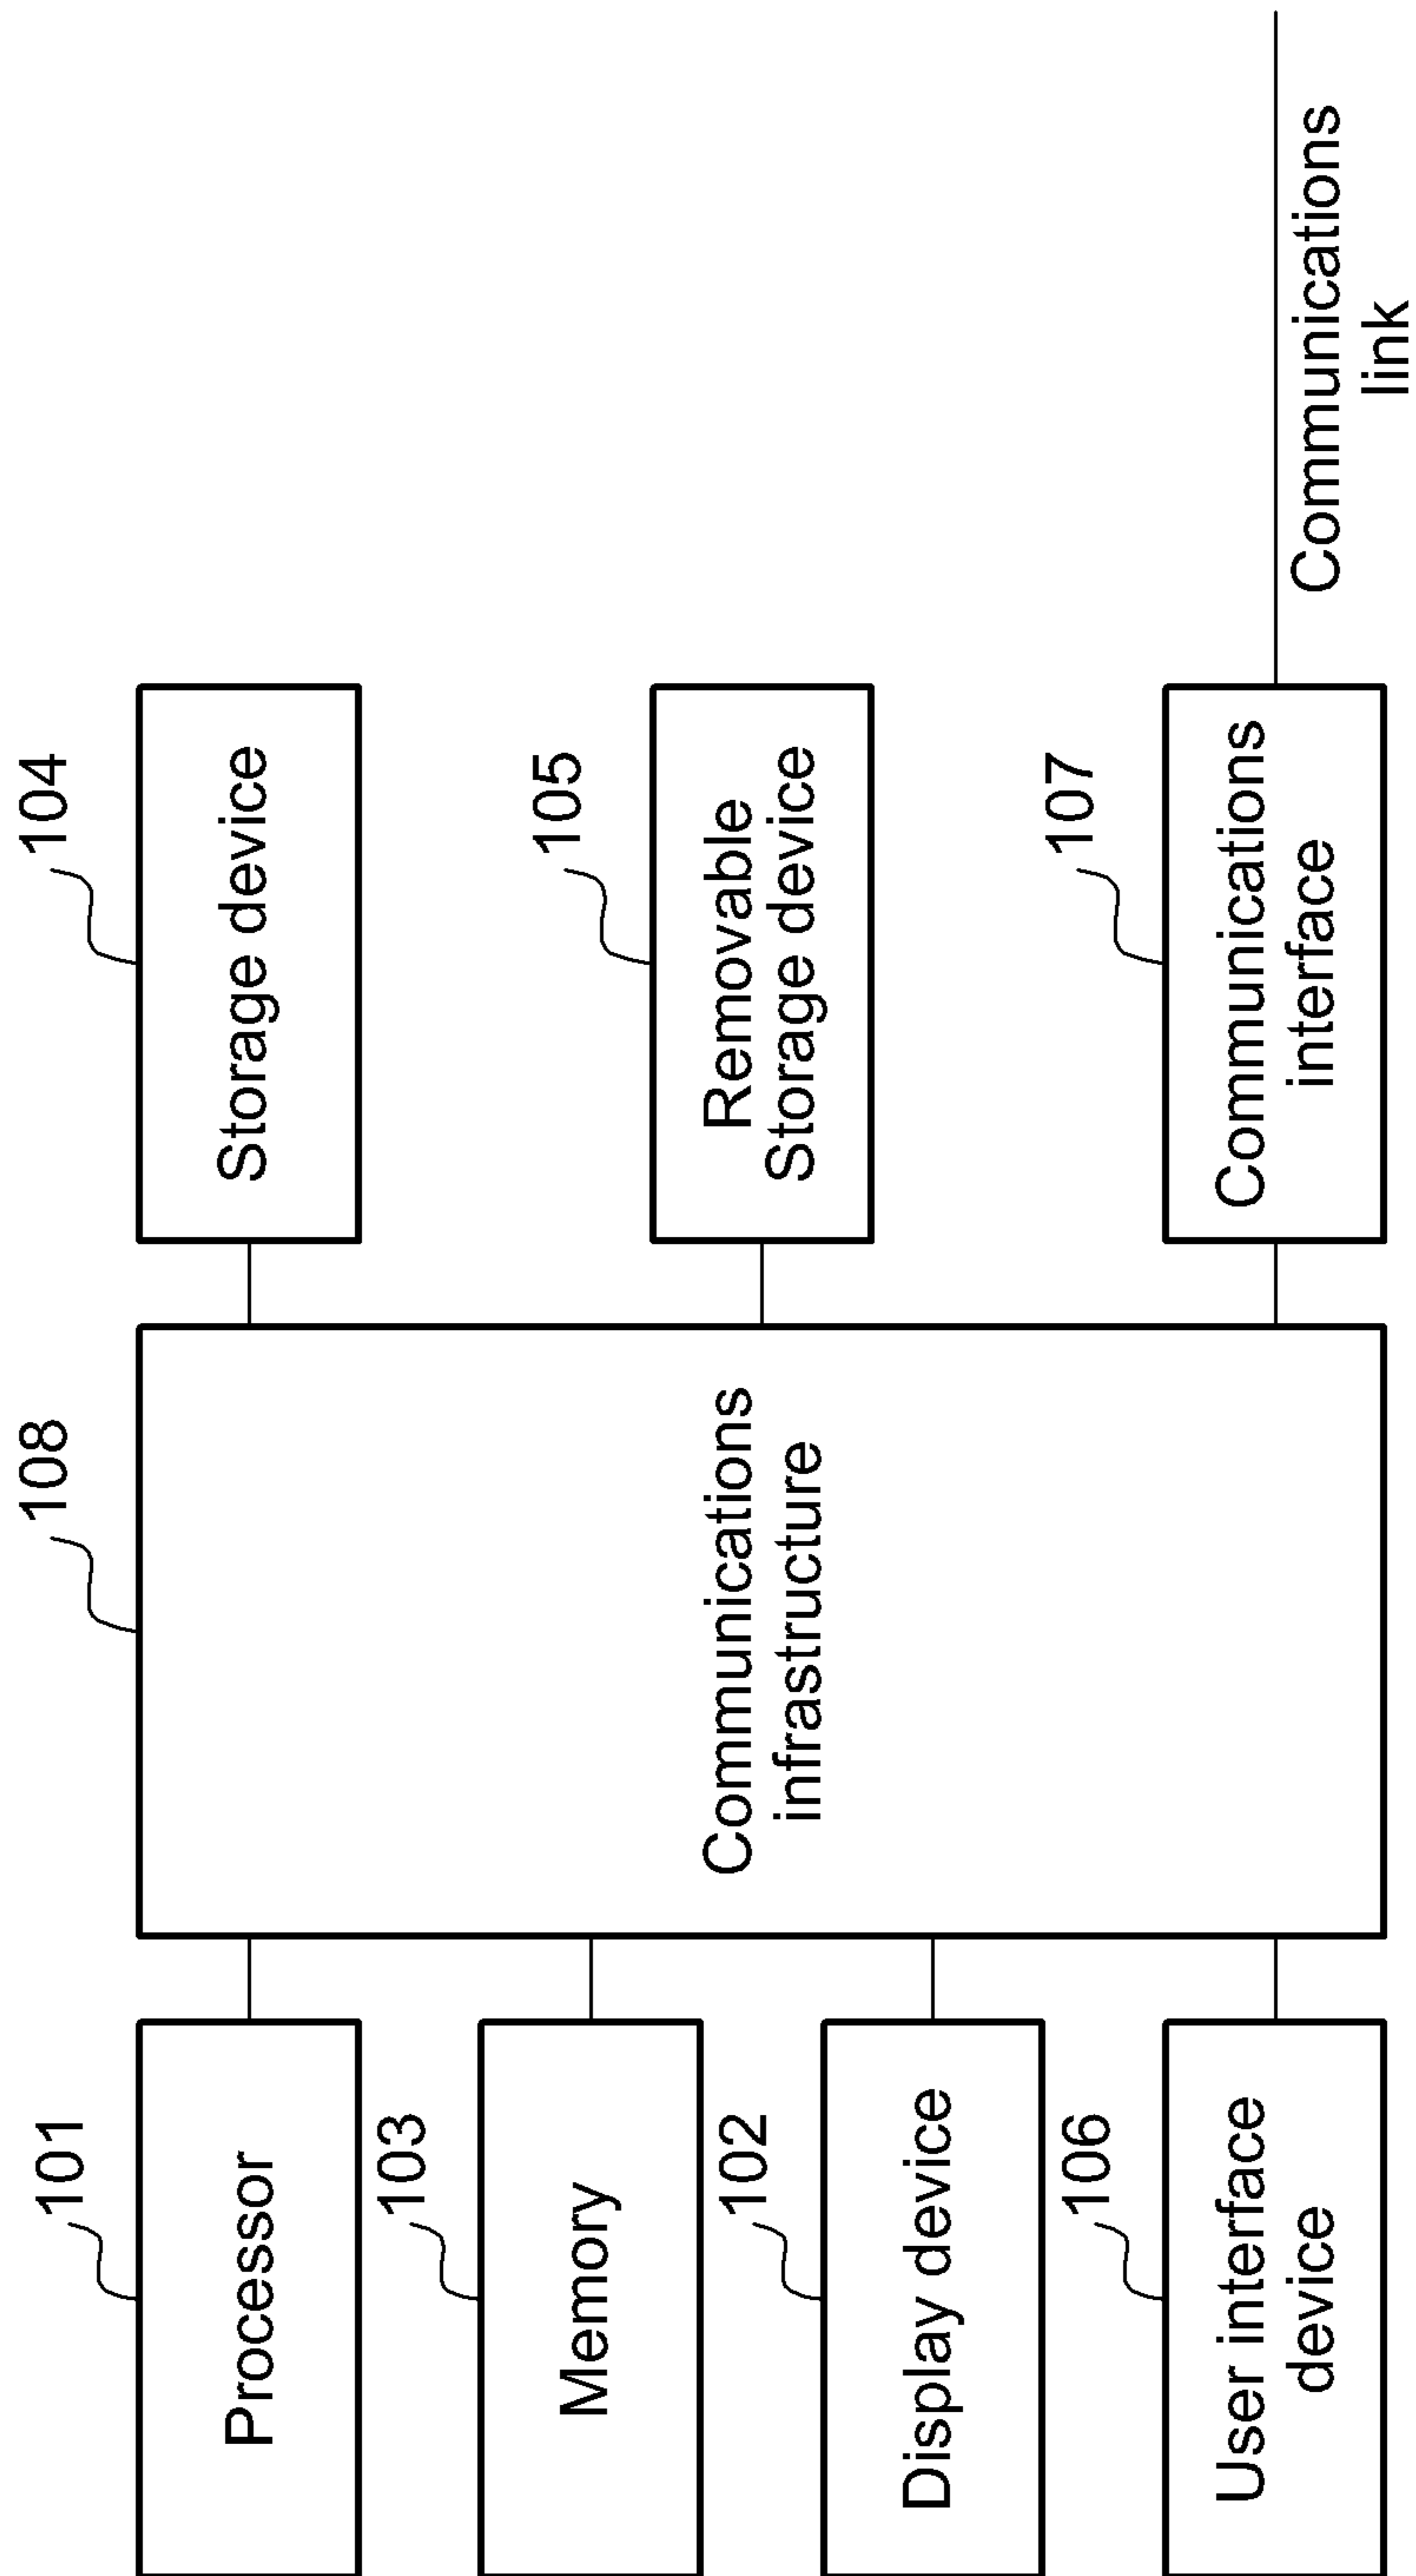 101
Processor
103
Memory
102
Display device
106
User interface
device
108
Communications
infrastructure
104
Storage device
105
Removable
Storage device
107
Communications
interface
Communications
link